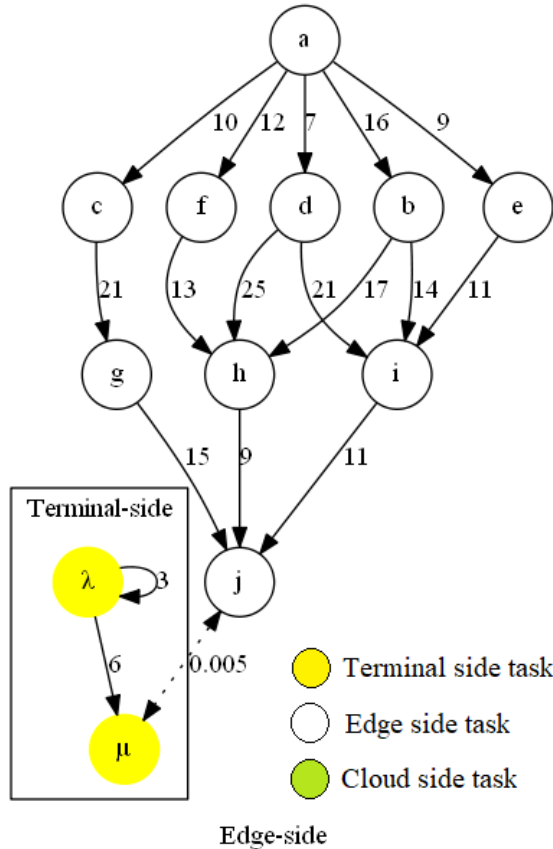 a
10 12 7 16 9
c f d b e
21 13 25 21 17 14 11
g h i
15 9 11
Terminal-side
λ 3 j
6 0.005
μ
Terminal side task
Edge side task
Cloud side task
Edge-side